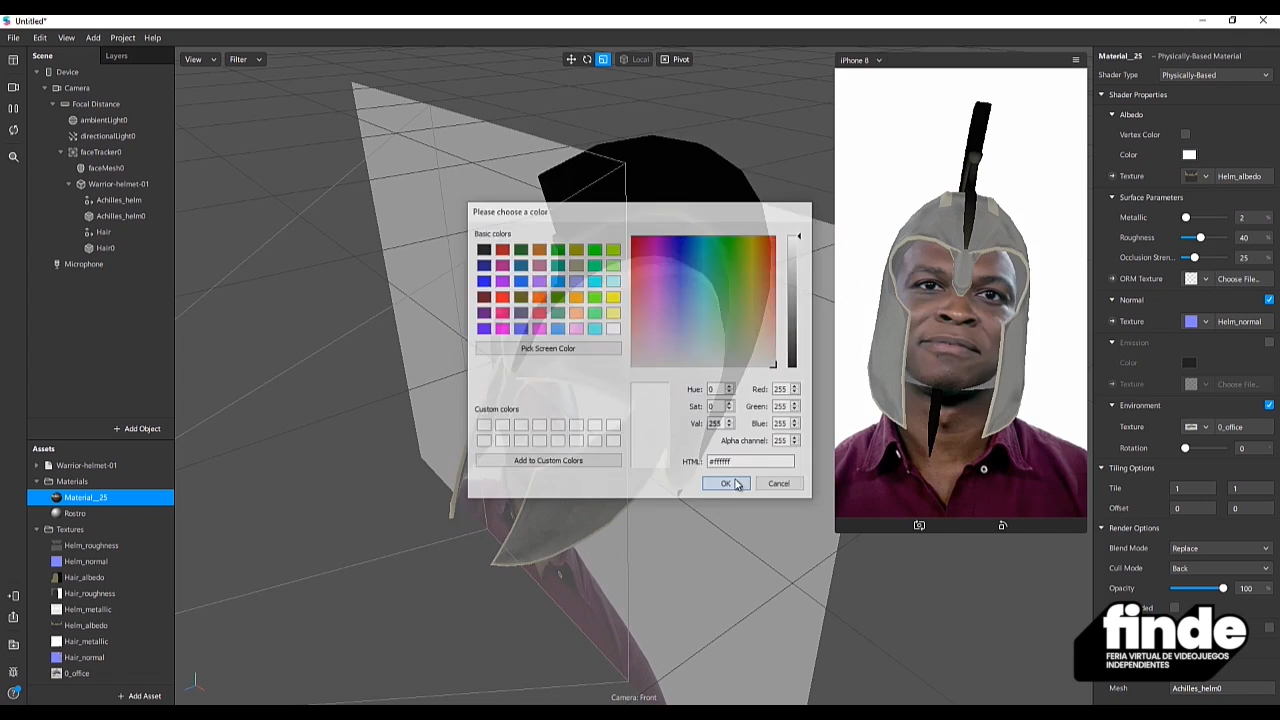 Untitled*
File Edit View Add Project Help
Scene
Layers
Device
Camera
Focal Distance
ambientLight0
directionalLight0
faceTracker0
faceMesh0
Warrior-helmet-01
Achilles_helm
Achilles_helm0
Hair
Hair0
Microphone
+ Add Object
Assets
Warrior-helmet-01
Materials
Material__25
Rostro
Textures
Helm_roughness
Helm_normal
Hair_albedo
Hair_roughness
Helm_metallic
Helm_albedo
Hair_metallic
Hair_normal
0_office
+ Add Asset
View
Filter
Local
Pivot
Please choose a color
Basic colors
Pick Screen Color
Custom colors
Add to Custom Colors
Hue: 0
Red: 255
Sat: 0
Green: 255
Val: 255
Blue: 255
Alpha channel: 255
HTML: #ffffff
OK
Cancel
Camera: Front
iPhone 8
Material__25 – Physically-Based Material
Shader Type Physically-Based
Shader Properties
Albedo
Vertex Color
Color
Texture Helm_albedo
Surface Parameters
Metallic 2 %
Roughness 40 %
Occlusion Stren... 25 %
ORM Texture Choose File...
Normal
Texture Helm_normal
Emission
Color
Texture Choose File...
Environment
Texture 0_office
Rotation 0
Tiling Options
Tile 1 1
Offset 0 0
Render Options
Blend Mode Replace
Cull Mode Back
Opacity 100 %
finde
FERIA VIRTUAL DE VIDEOJUEGOS
INDEPENDIENTES
Mesh Achilles_helm0